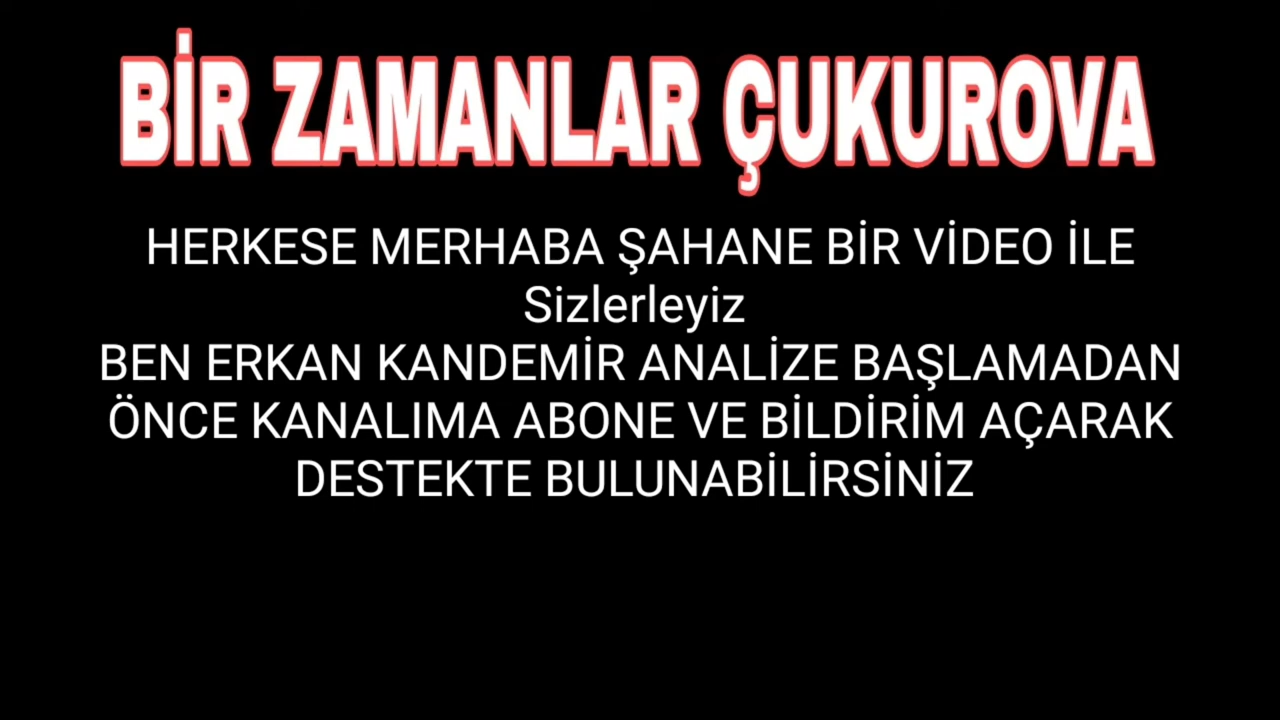 BİR ZAMANLAR ÇUKUROVA
HERKESE MERHABA ŞAHANE BİR VİDEO İLE
Sizlerleyiz
BEN ERKAN KANDEMİR ANALİZE BAŞLAMADAN
ÖNCE KANALIMA ABONE VE BİLDİRİM AÇARAK
DESTEKTE BULUNABİLİRSİNİZ